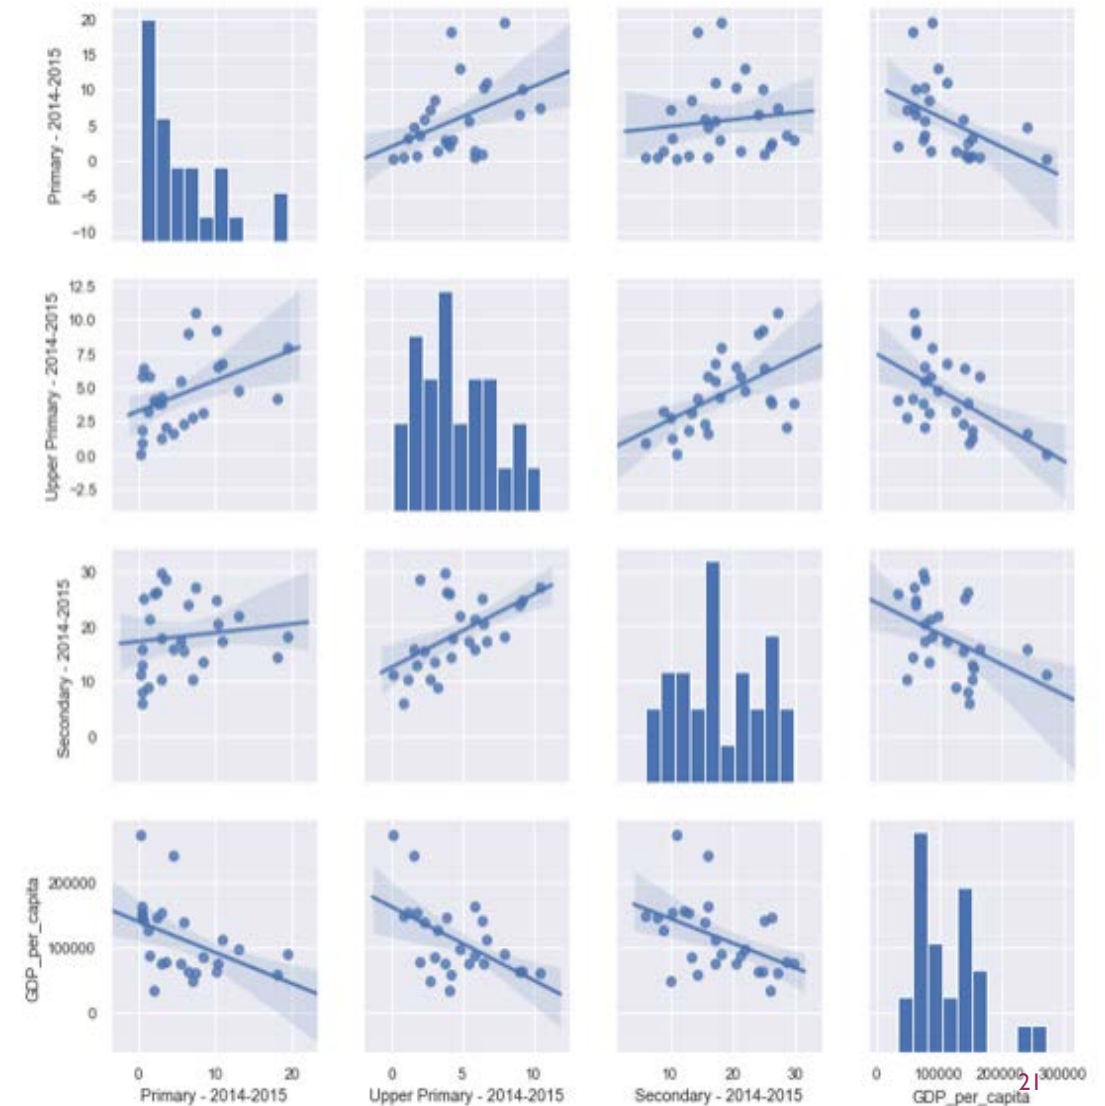 20
15
10
5
0
−5
−10
Primary - 2014-2015
12.5
10.0
7.5
5.0
2.5
0.0
−2.5
Upper Primary - 2014-2015
30
20
10
0
Secondary - 2014-2015
200000
100000
0
GDP_per_capita
0 10 20
Primary - 2014-2015
0 5 10
Upper Primary - 2014-2015
10 20 30
Secondary - 2014-2015
0 100000 200000 300000
GDP_per_capita
21